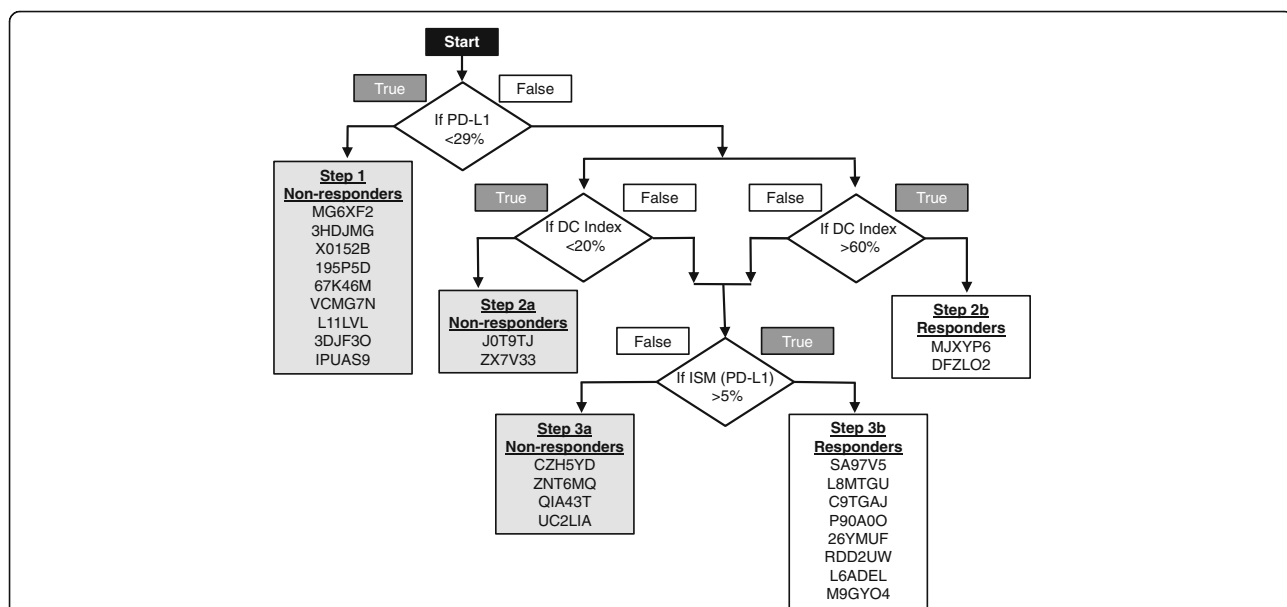 Start
True
False
If PD-L1
<29%
Step 1
Non-responders
MG6XF2
3HDJMG
X0152B
195P5D
67K46M
VCMG7N
L11LVL
3DJF3O
IPUAS9
True
False
If DC Index
<20%
False
True
If DC Index
>60%
Step 2a
Non-responders
J0T9TJ
ZX7V33
Step 2b
Responders
MJXYP6
DFZLO2
False
True
If ISM (PD-L1)
>5%
Step 3a
Non-responders
CZH5YD
ZNT6MQ
QIA43T
UC2LIA
Step 3b
Responders
SA97V5
L8MTGU
C9TGAJ
P90A0O
26YMUF
RDD2UW
L6ADEL
M9GYO4